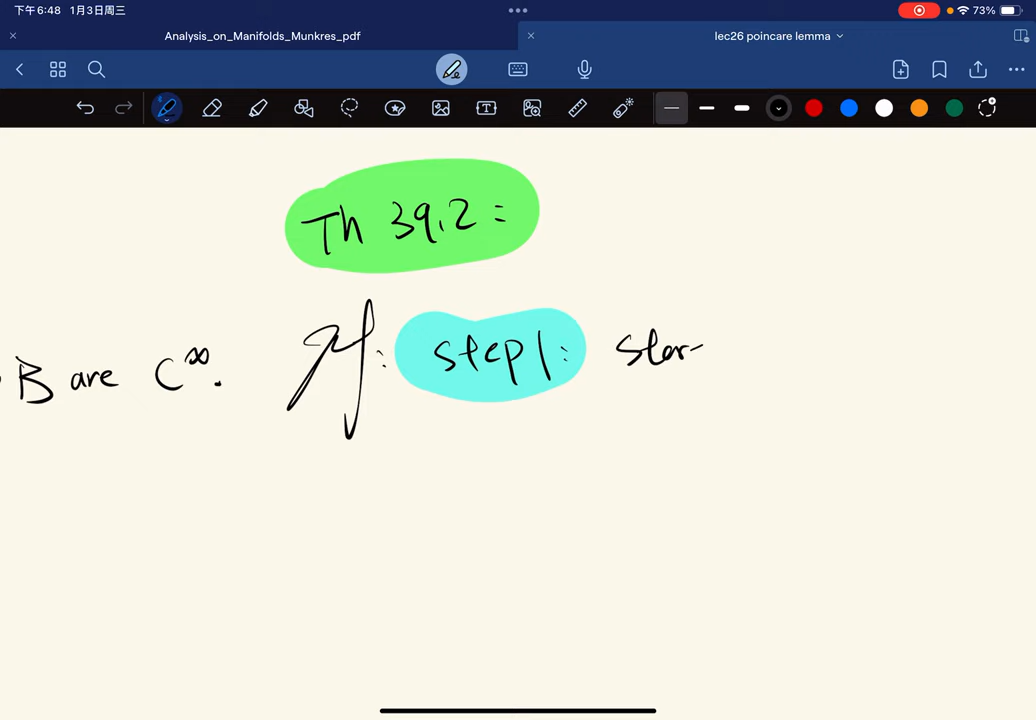 下午6:48 1月3日周三
73%
Analysis_on_Manifolds_Munkres_pdf
lec26 poincare lemma
Th 39.2:
B are C∞.
pf: step1: star